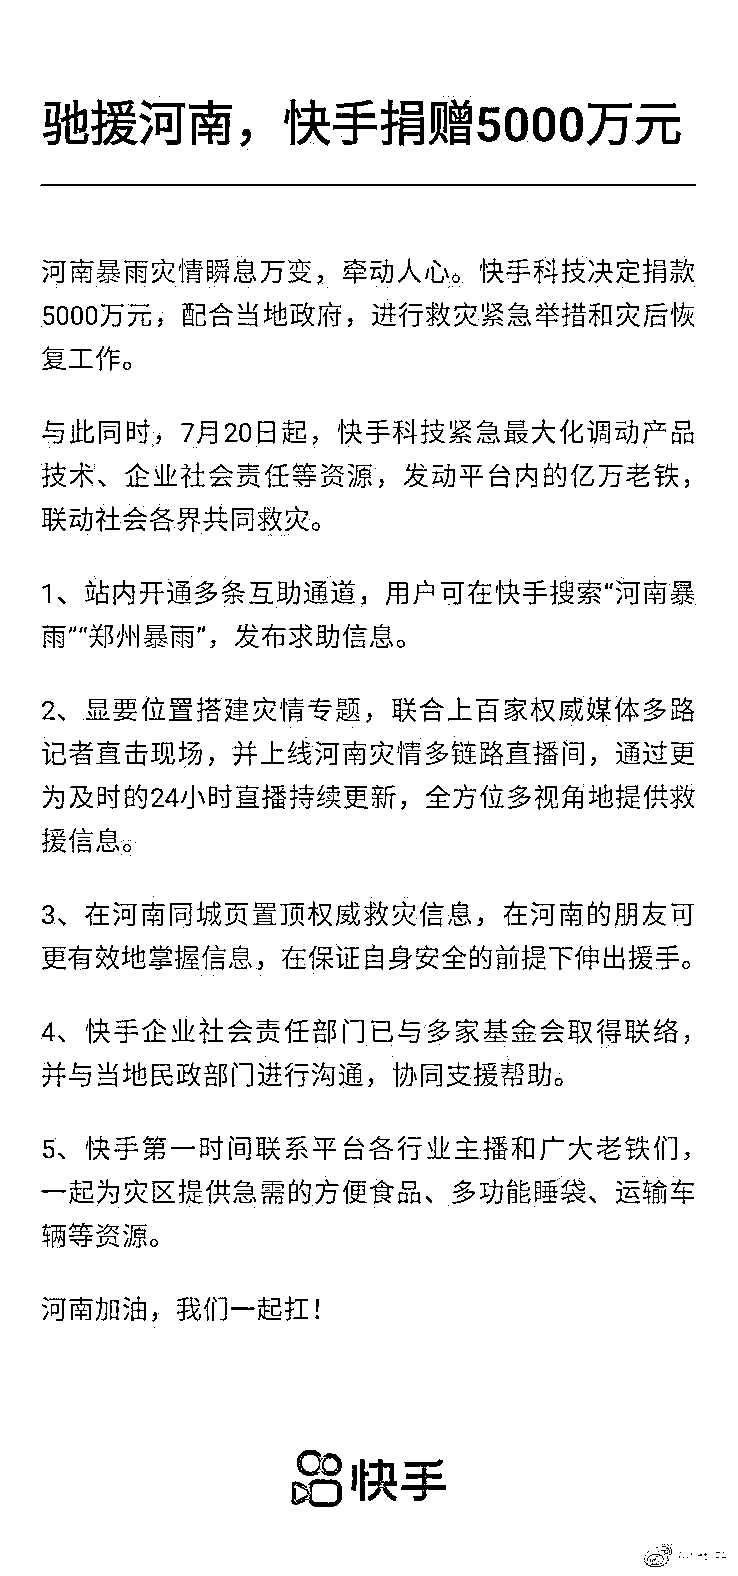 驰援河南，快手捐赠5000万元
河南暴雨灾情瞬息万变，牵动人心。快手科技决定捐款
5000万元，配合当地政府，进行救灾紧急举措和灾后恢
复工作。
与此同时，7月20日起，快手科技紧急最大化调动产品
技术、企业社会责任等资源，发动平台内的亿万老铁，
联动社会各界共同救灾。
1、站内开通多条互助通道，用户可在快手搜索“河南暴
雨”“郑州暴雨”，发布求助信息。
2、显要位置搭建灾情专题，联合上百家权威媒体多路
记者直击现场，并上线河南灾情多链路直播间，通过更
为及时的24小时直播持续更新，全方位多视角地提供救
援信息。
3、在河南同城页置顶权威救灾信息，在河南的朋友可
更有效地掌握信息，在保证自身安全的前提下伸出援手。
4、快手企业社会责任部门已与多家基金会取得联络，
并与当地民政部门进行沟通，协同支援帮助。
5、快手第一时间联系平台各行业主播和广大老铁们，
一起为灾区提供急需的方便食品、多功能睡袋、运输车
辆等资源。
河南加油，我们一起扛！
快手